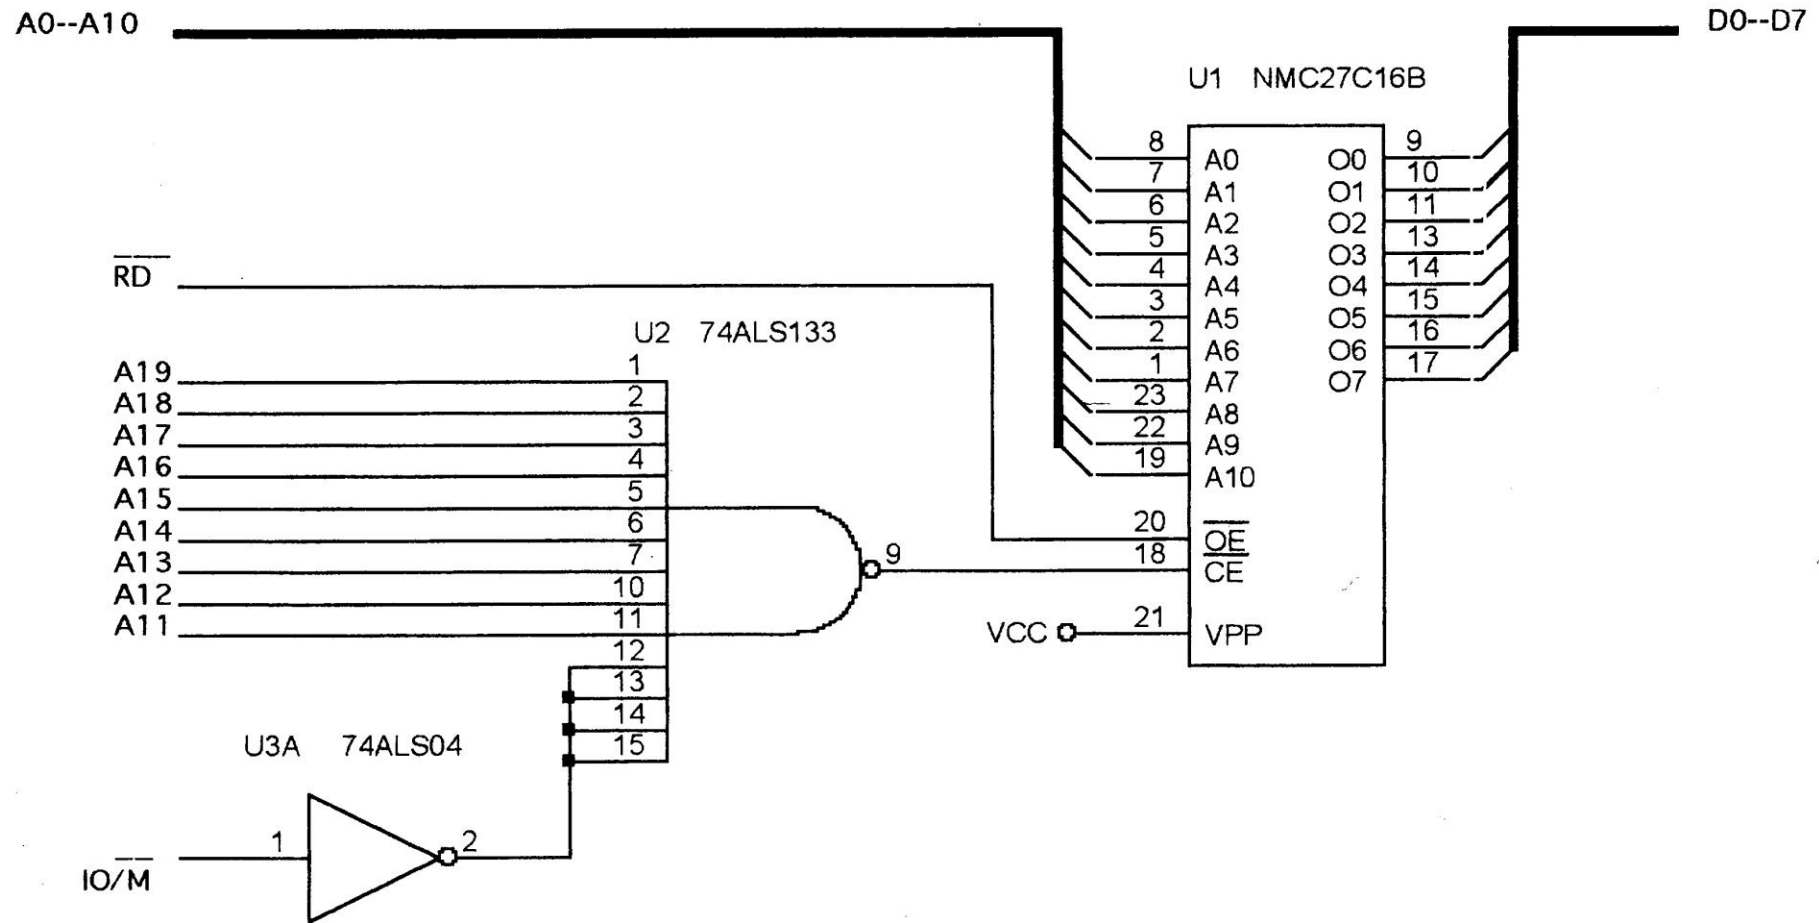 A0--A10
D0--D7
U1 NMC27C16B
8 A0 O0 9
7 A1 O1 10
6 A2 O2 11
5 A3 O3 13
4 A4 O4 14
3 A5 O5 15
2 A6 O6 16
1 A7 O7 17
23 A8
22 A9
19 A10
20 OE
18 CE
VCC 21 VPP
RD
U2 74ALS133
A19 1
A18 2
A17 3
A16 4
A15 5
A14 6
A13 7
A12 10
A11 11
12
13
14
15
9
U3A 74ALS04
1 2
IO/M